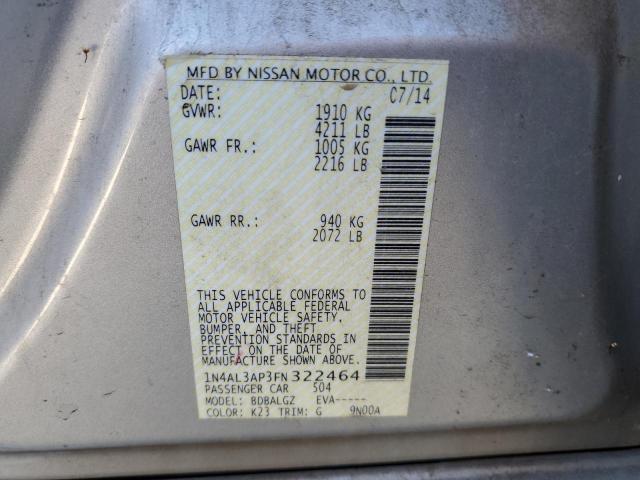 MFD BY NISSAN MOTOR CO., LTD.
DATE: 07/14
GVWR: 1910 KG
4211 LB
GAWR FR.: 1005 KG
2216 LB
GAWR RR.: 940 KG
2072 LB
THIS VEHICLE CONFORMS TO
ALL APPLICABLE FEDERAL
MOTOR VEHICLE SAFETY,
BUMPER, AND THEFT
PREVENTION STANDARDS IN
EFFECT ON THE DATE OF
MANUFACTURE SHOWN ABOVE.
1N4AL3AP3FN322464
PASSENGER CAR 504
MODEL: BDBALGZ EVA-----
COLOR: K23 TRIM: G 9N00A